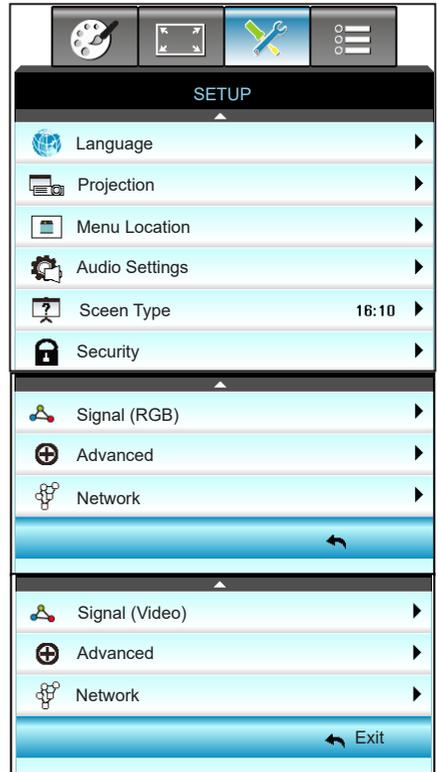 SETUP
Language
Projection
Menu Location
Audio Settings
Sceen Type 16:10
?
Security
Signal (RGB)
Advanced
Network
Signal (Video)
Advanced
Network
Exit